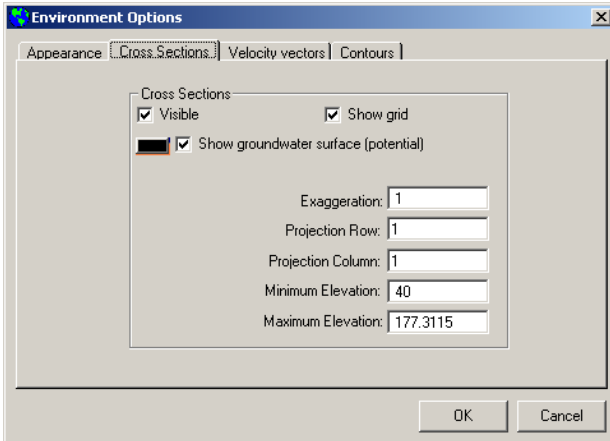 Environment Options
Appearance Cross Sections Velocity vectors Contours
Cross Sections
Visible Show grid
Show groundwater surface (potential)
Exaggeration: 1
Projection Row: 1
Projection Column: 1
Minimum Elevation: 40
Maximum Elevation: 177.3115
OK Cancel